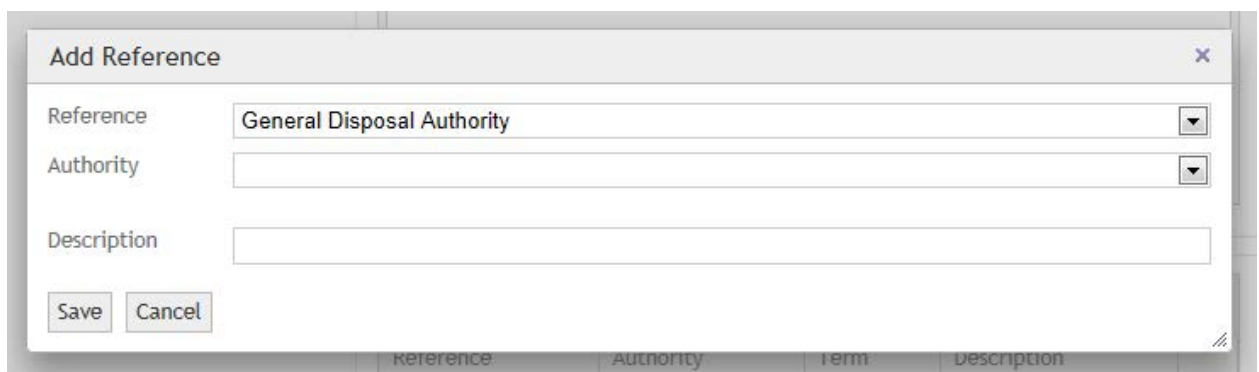 Add Reference ×
Reference General Disposal Authority
Authority
Description
Save Cancel
Reference Authority Term Description